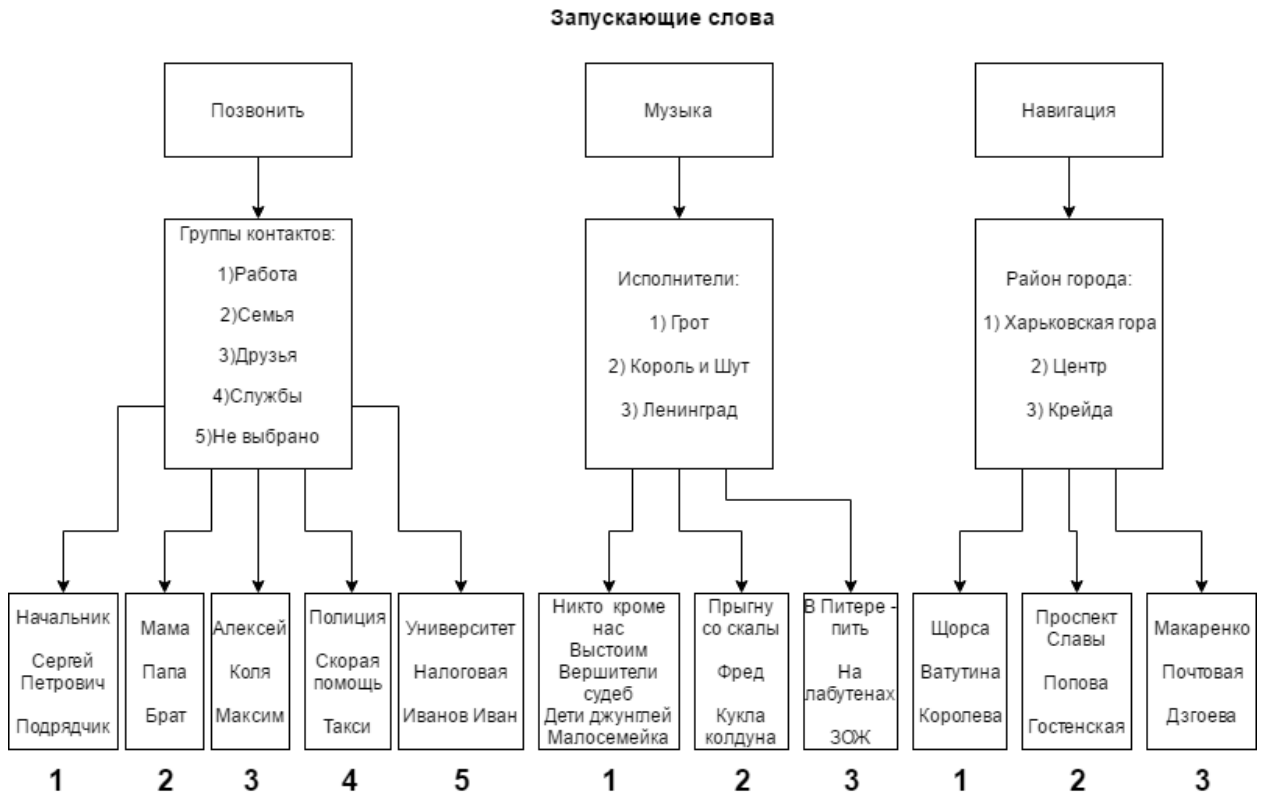 Запускающие слова
Позвонить
Музыка
Навигация
Группы контактов:
1)Работа
2)Семья
3)Друзья
4)Службы
5)Не выбрано
Исполнители:
1) Грот
2) Король и Шут
3) Ленинград
Район города:
1) Харьковская гора
2) Центр
3) Крейда
Начальник
Сергей
Петрович
Подрядчик
Мама
Папа
Брат
Алексей
Коля
Максим
Полиция
Скорая
помощь
Такси
Университет
Налоговая
Иванов Иван
Никто кроме
нас
Выстоим
Вершители
судеб
Дети джунглей
Малосемейка
Прыгну
со скалы
Фред
Кукла
колдуна
В Питере -
пить
На
лабутенах
ЗОЖ
Щорса
Ватутина
Королева
Проспект
Славы
Попова
Гостенская
Макаренко
Почтовая
Дзгоева
1
2
3
4
5
1
2
3
1
2
3